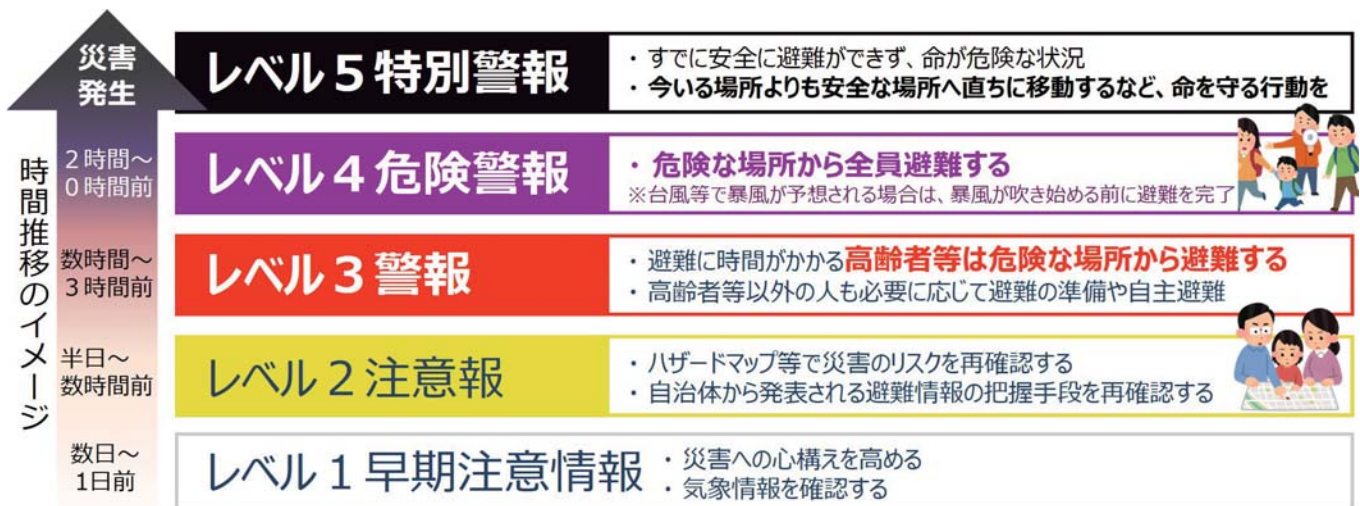 時間推移のイメージ
災害
発生
レベル５特別警報
・すでに安全に避難ができず、命が危険な状況
・今いる場所よりも安全な場所へ直ちに移動するなど、命を守る行動を
２時間～
０時間前
レベル４危険警報
・危険な場所から全員避難する
※台風等で暴風が予想される場合は、暴風が吹き始める前に避難を完了
数時間～
３時間前
レベル３警報
・避難に時間がかかる高齢者等は危険な場所から避難する
・高齢者等以外の人も必要に応じて避難の準備や自主避難
半日～
数時間前
レベル２注意報
・ハザードマップ等で災害のリスクを再確認する
・自治体から発表される避難情報の把握手段を再確認する
数日～
1日前
レベル１早期注意情報
・災害への心構えを高める
・気象情報を確認する